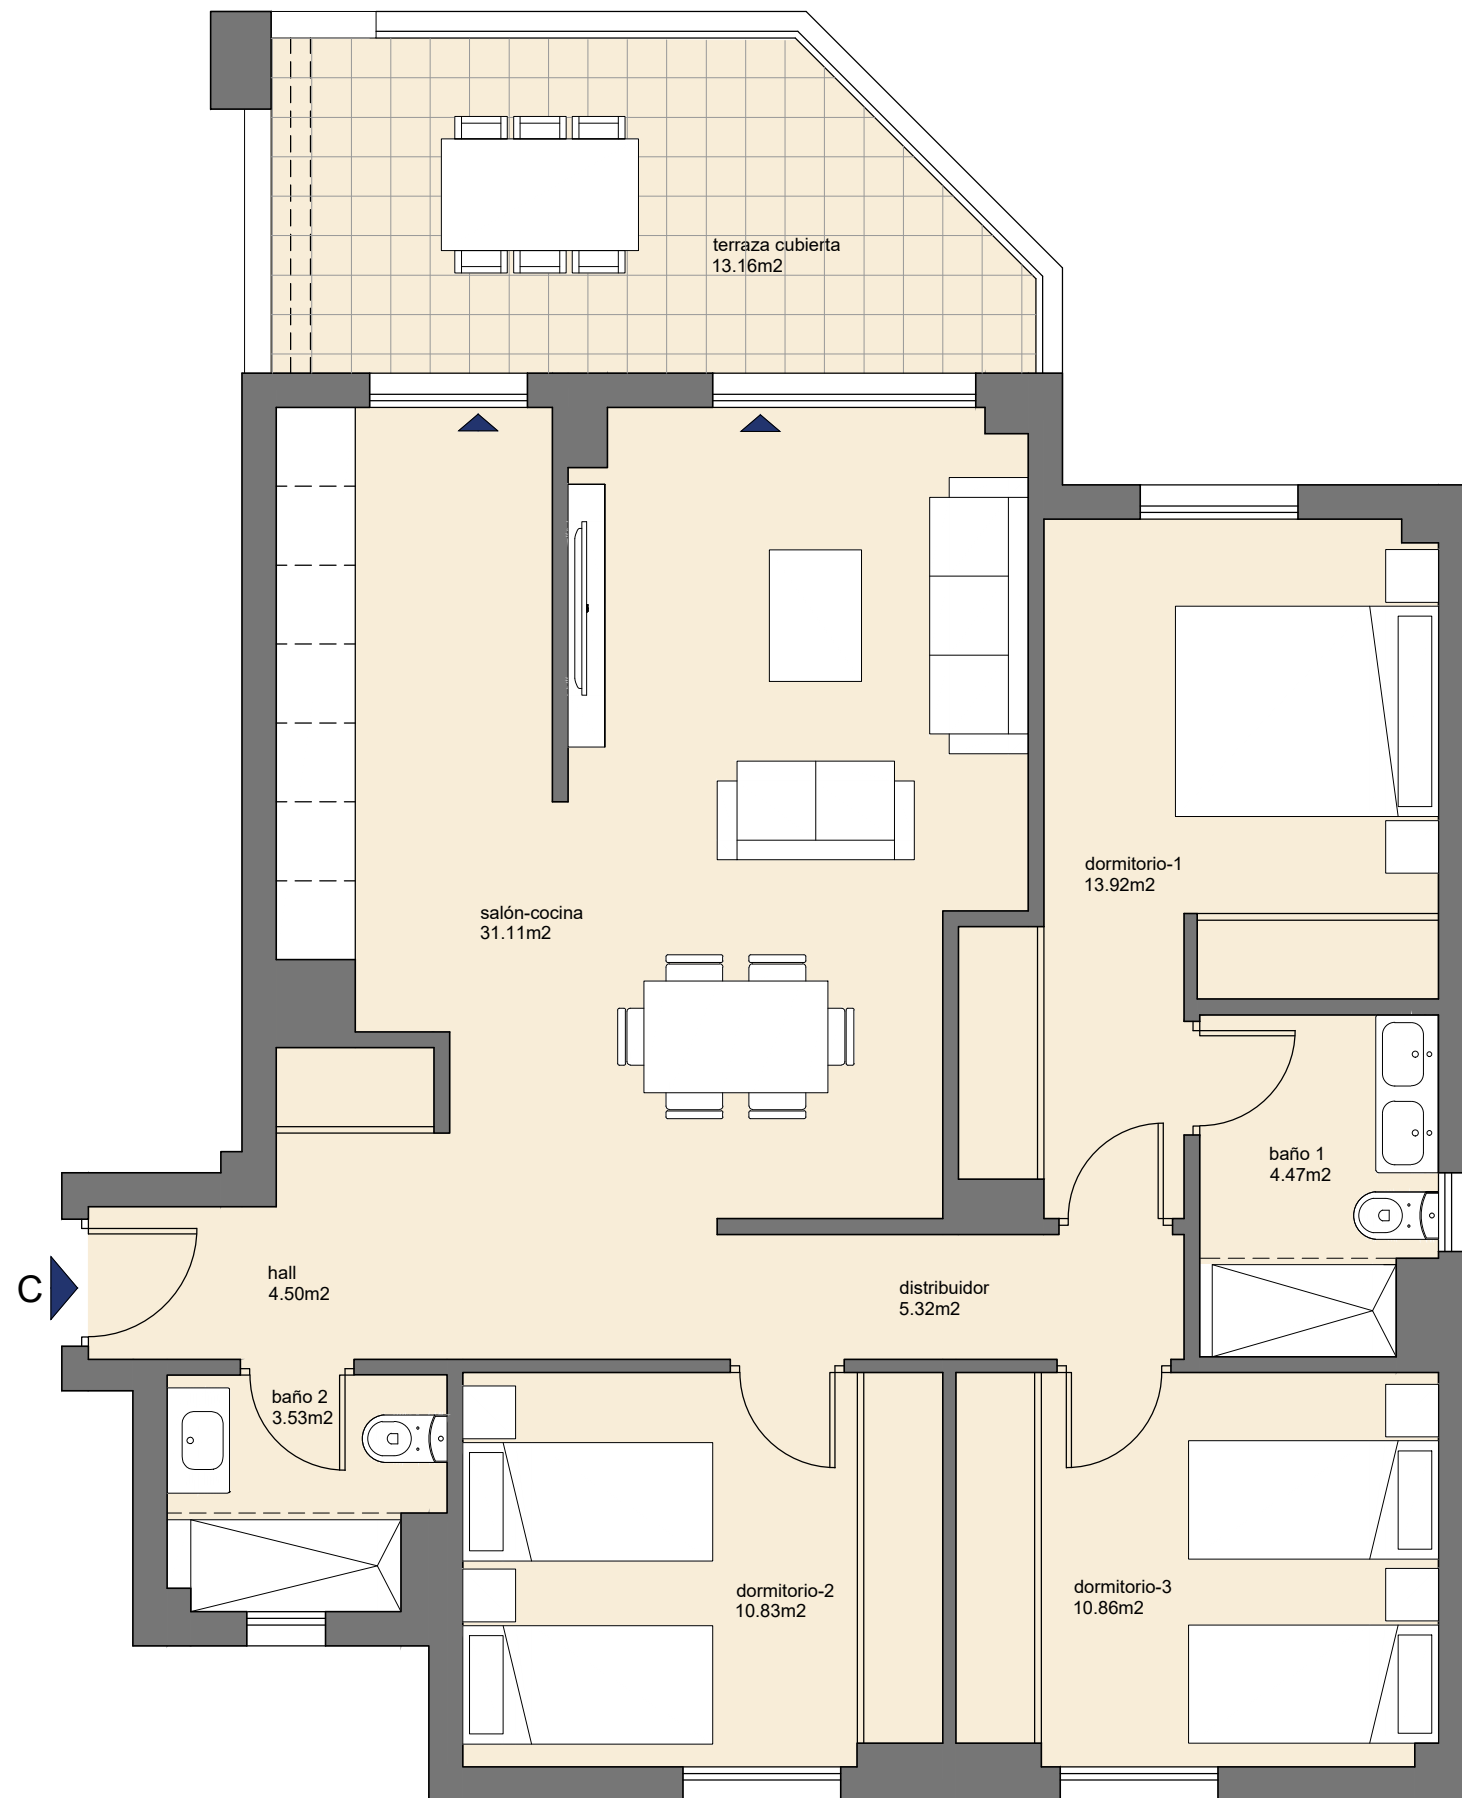 terraza cubierta
13.16m2
dormitorio-1
13.92m2
salón-cocina
31.11m2
baño 1
4.47m2
hall
4.50m2
C
distribuidor
5.32m2
baño 2
3.53m2
dormitorio-2
10.83m2
dormitorio-3
10.86m2